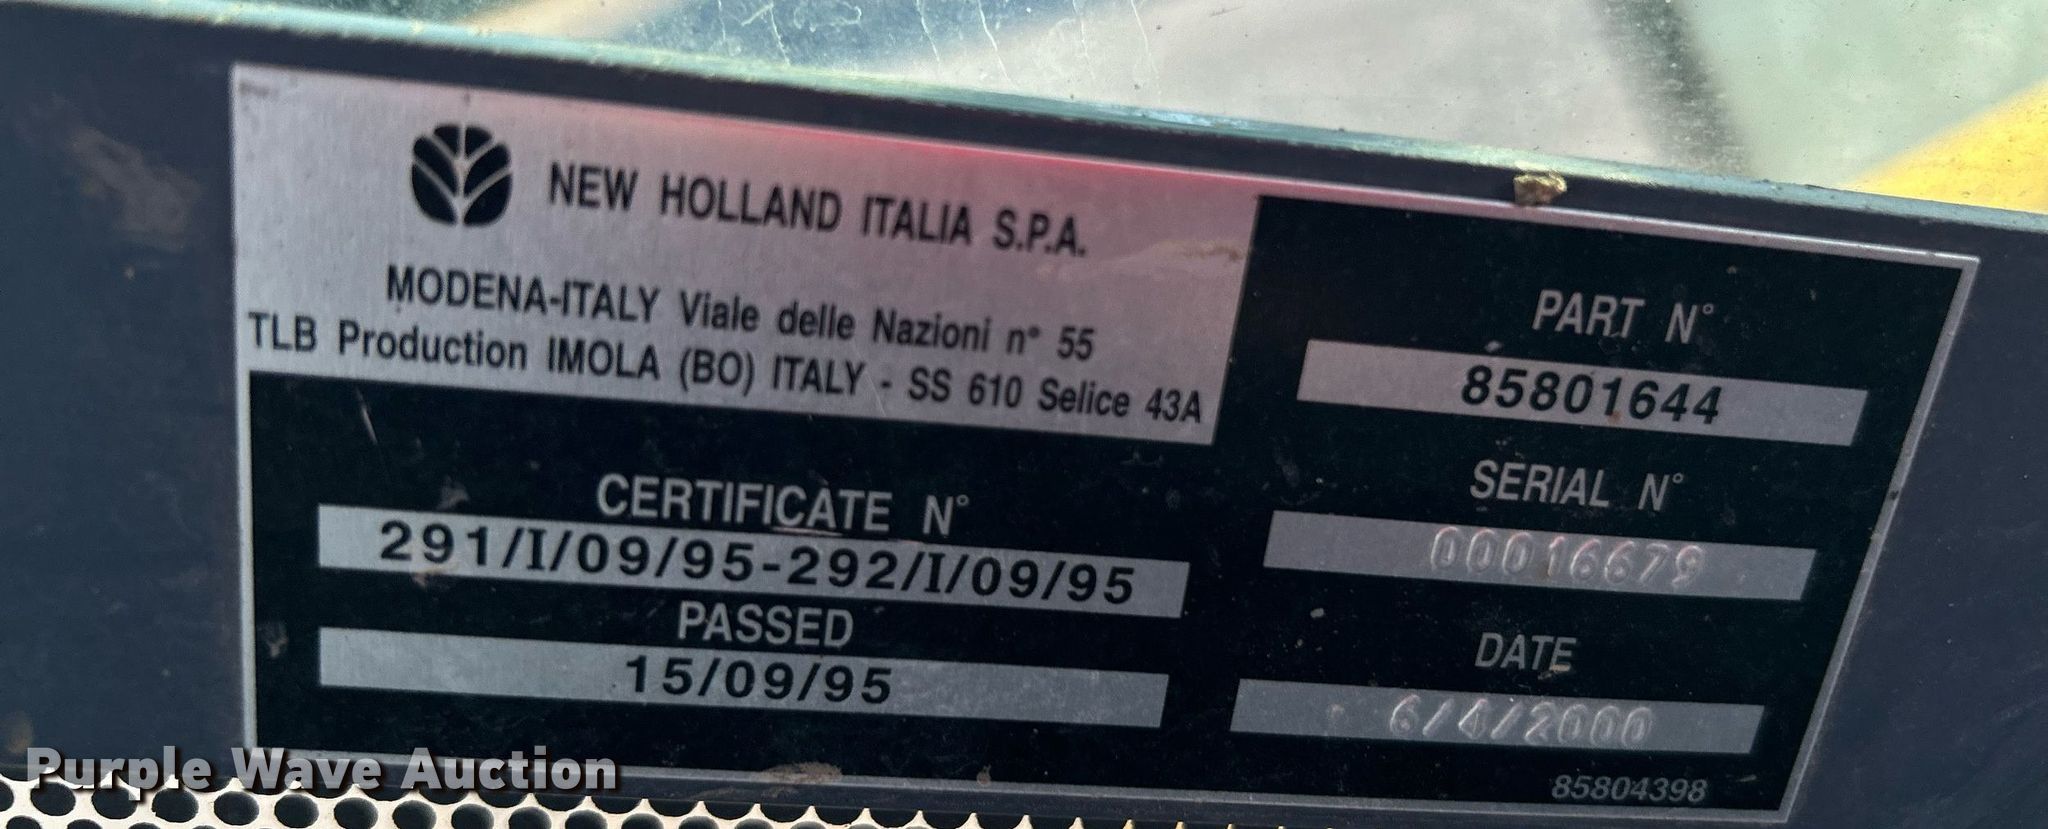 NEW HOLLAND ITALIA S.P.A.
MODENA-ITALY Viale delle Nazioni n° 55
TLB Production IMOLA (BO) ITALY - SS 610 Selice 43A
CERTIFICATE N°
291/I/09/95-292/I/09/95
PASSED
15/09/95
PART N°
85801644
SERIAL N°
00016679
DATE
6/4/2000
85804398
Purple Wave Auction